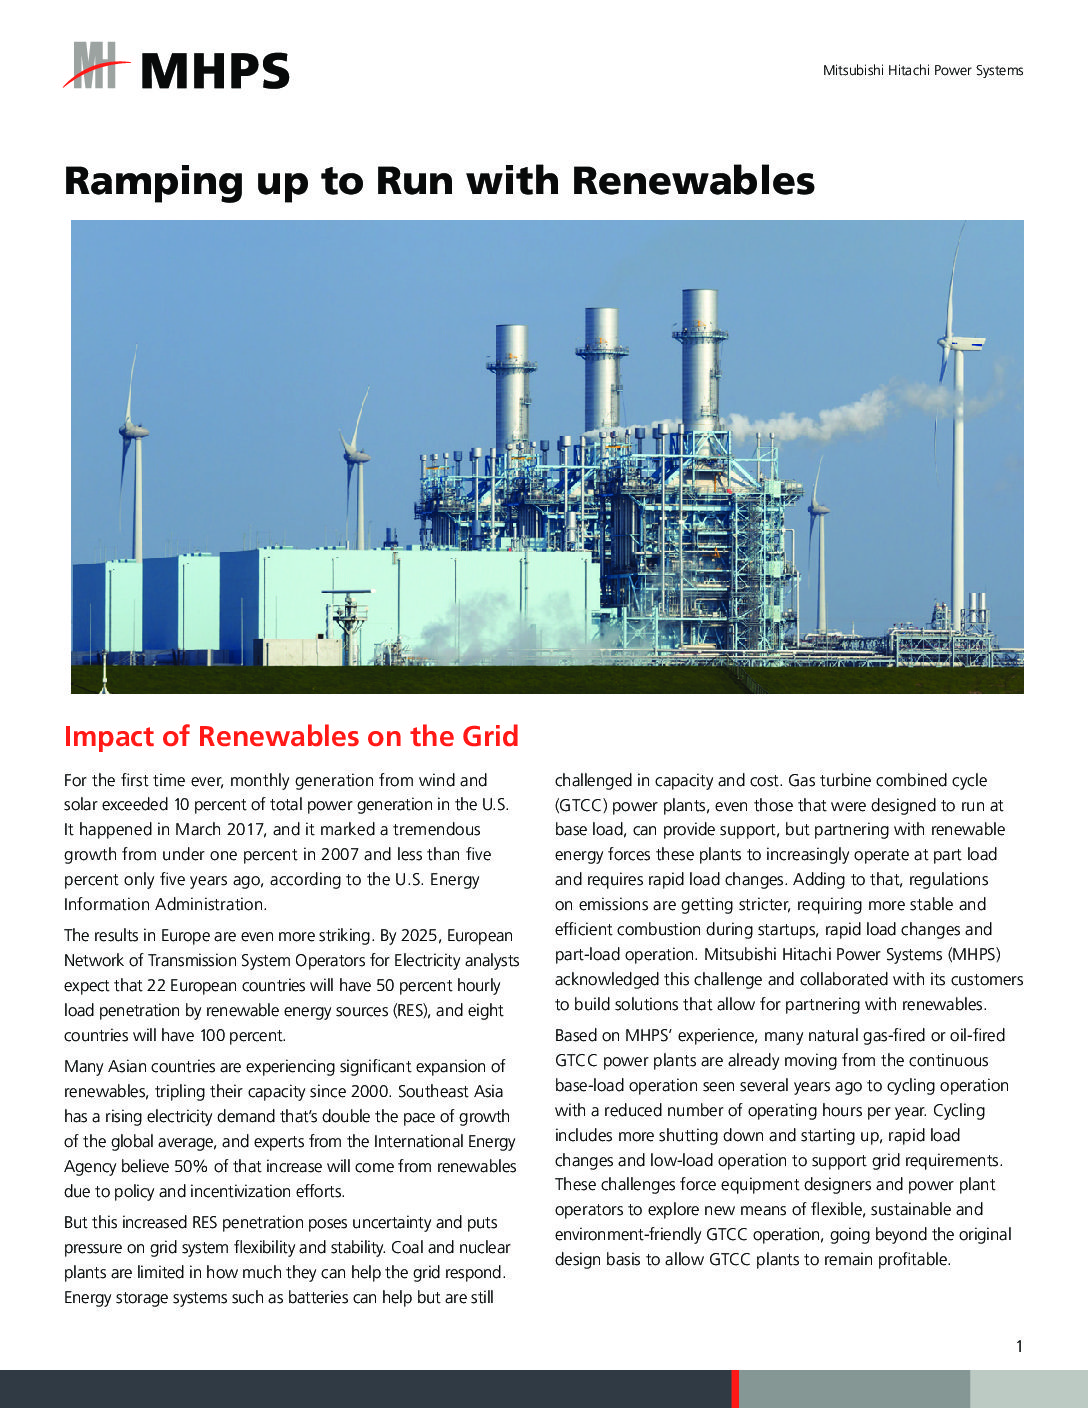 MHPS
Mitsubishi Hitachi Power Systems
Ramping up to Run with Renewables
Impact of Renewables on the Grid
For the first time ever, monthly generation from wind and
solar exceeded 10 percent of total power generation in the U.S.
It happened in March 2017, and it marked a tremendous
growth from under one percent in 2007 and less than five
percent only five years ago, according to the U.S. Energy
Information Administration.
The results in Europe are even more striking. By 2025, European
Network of Transmission System Operators for Electricity analysts
expect that 22 European countries will have 50 percent hourly
load penetration by renewable energy sources (RES), and eight
countries will have 100 percent.
Many Asian countries are experiencing significant expansion of
renewables, tripling their capacity since 2000. Southeast Asia
has a rising electricity demand that’s double the pace of growth
of the global average, and experts from the International Energy
Agency believe 50% of that increase will come from renewables
due to policy and incentivization efforts.
But this increased RES penetration poses uncertainty and puts
pressure on grid system flexibility and stability. Coal and nuclear
plants are limited in how much they can help the grid respond.
Energy storage systems such as batteries can help but are still
challenged in capacity and cost. Gas turbine combined cycle
(GTCC) power plants, even those that were designed to run at
base load, can provide support, but partnering with renewable
energy forces these plants to increasingly operate at part load
and requires rapid load changes. Adding to that, regulations
on emissions are getting stricter, requiring more stable and
efficient combustion during startups, rapid load changes and
part-load operation. Mitsubishi Hitachi Power Systems (MHPS)
acknowledged this challenge and collaborated with its customers
to build solutions that allow for partnering with renewables.
Based on MHPS’ experience, many natural gas-fired or oil-fired
GTCC power plants are already moving from the continuous
base-load operation seen several years ago to cycling operation
with a reduced number of operating hours per year. Cycling
includes more shutting down and starting up, rapid load
changes and low-load operation to support grid requirements.
These challenges force equipment designers and power plant
operators to explore new means of flexible, sustainable and
environment-friendly GTCC operation, going beyond the original
design basis to allow GTCC plants to remain profitable.
1